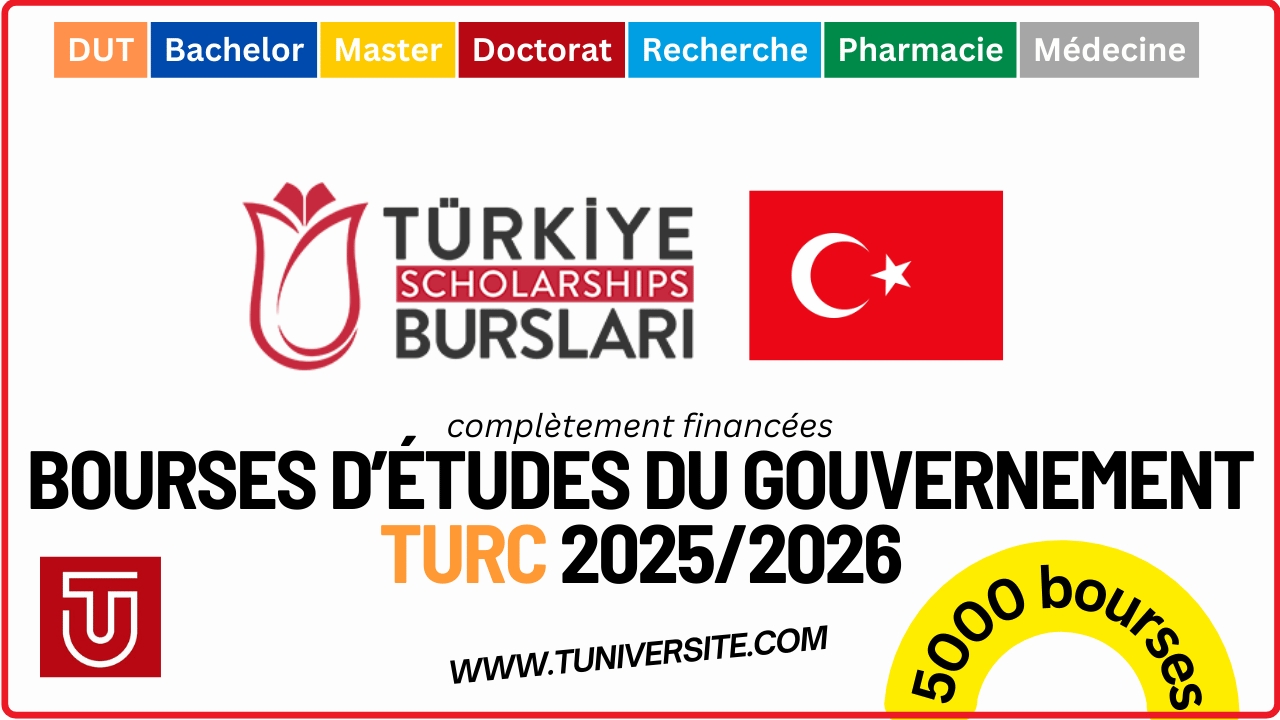 DUT Bachelor Master Doctorat Recherche Pharmacie Médecine
TÜRKİYE
SCHOLARSHIPS
BURSLARI
complètement financées
BOURSES D’ÉTUDES DU GOUVERNEMENT
TURC 2025/2026
5000 bourses
WWW.TUNIVERSITE.COM